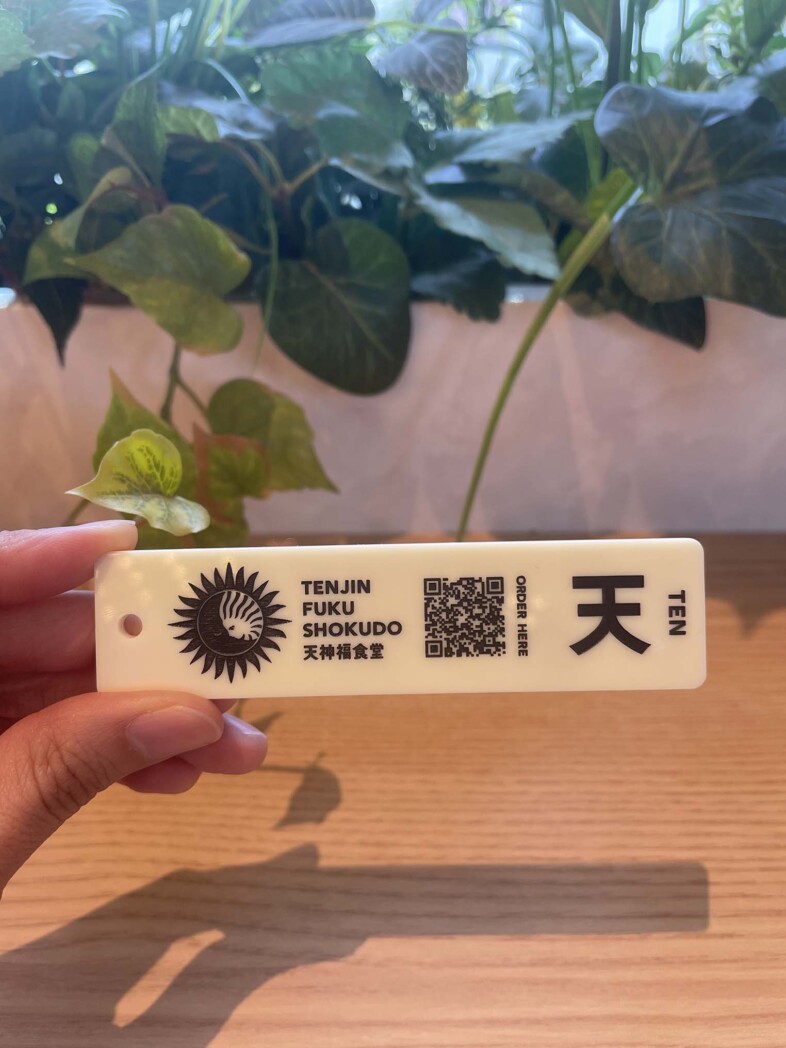 TENJIN
FUKU
SHOKUDO
天神福食堂
ORDER HERE
天
TEN